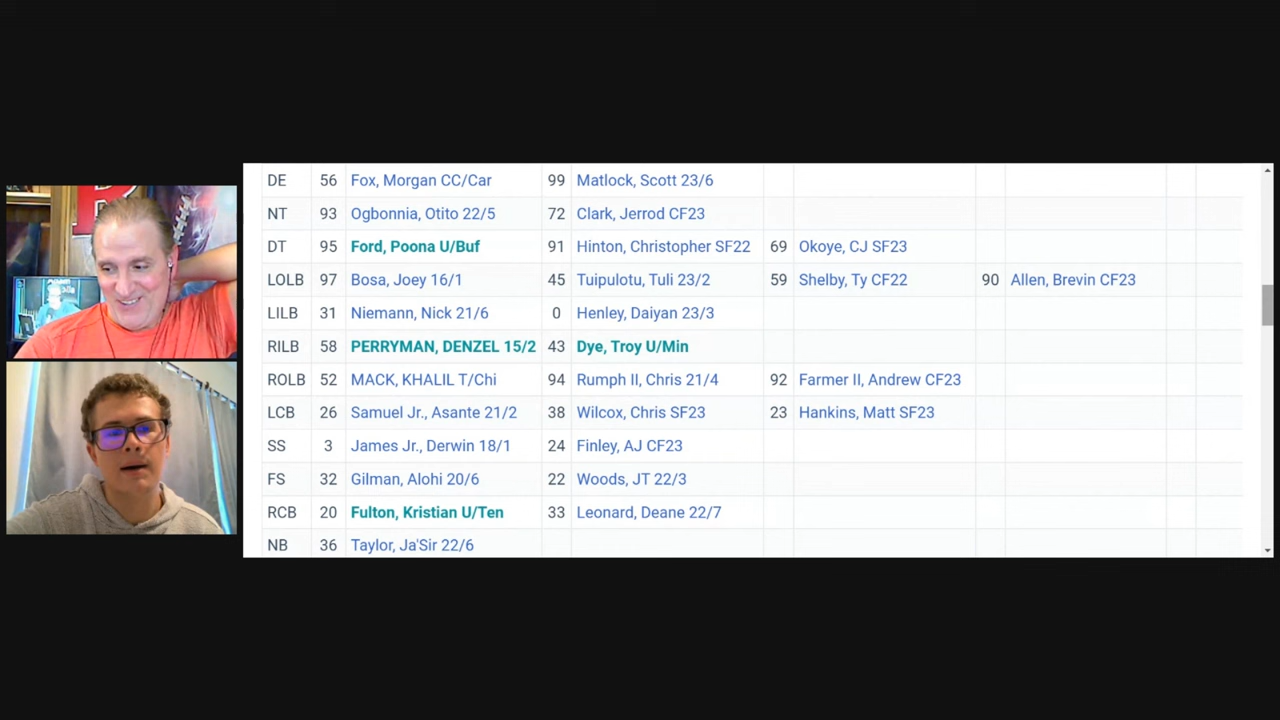 DE 56 Fox, Morgan CC/Car 99 Matlock, Scott 23/6
NT 93 Ogbonnia, Otito 22/5 72 Clark, Jerrod CF23
DT 95 Ford, Poona U/Buf 91 Hinton, Christopher SF22 69 Okoye, CJ SF23
LOLB 97 Bosa, Joey 16/1 45 Tuipulotu, Tuli 23/2 59 Shelby, Ty CF22 90 Allen, Brevin CF23
LILB 31 Niemann, Nick 21/6 0 Henley, Daiyan 23/3
RILB 58 PERRYMAN, DENZEL 15/2 43 Dye, Troy U/Min
ROLB 52 MACK, KHALIL T/Chi 94 Rumph II, Chris 21/4 92 Farmer II, Andrew CF23
LCB 26 Samuel Jr., Asante 21/2 38 Wilcox, Chris SF23 23 Hankins, Matt SF23
SS 3 James Jr., Derwin 18/1 24 Finley, AJ CF23
FS 32 Gilman, Alohi 20/6 22 Woods, JT 22/3
RCB 20 Fulton, Kristian U/Ten 33 Leonard, Deane 22/7
NB 36 Taylor, Ja'Sir 22/6